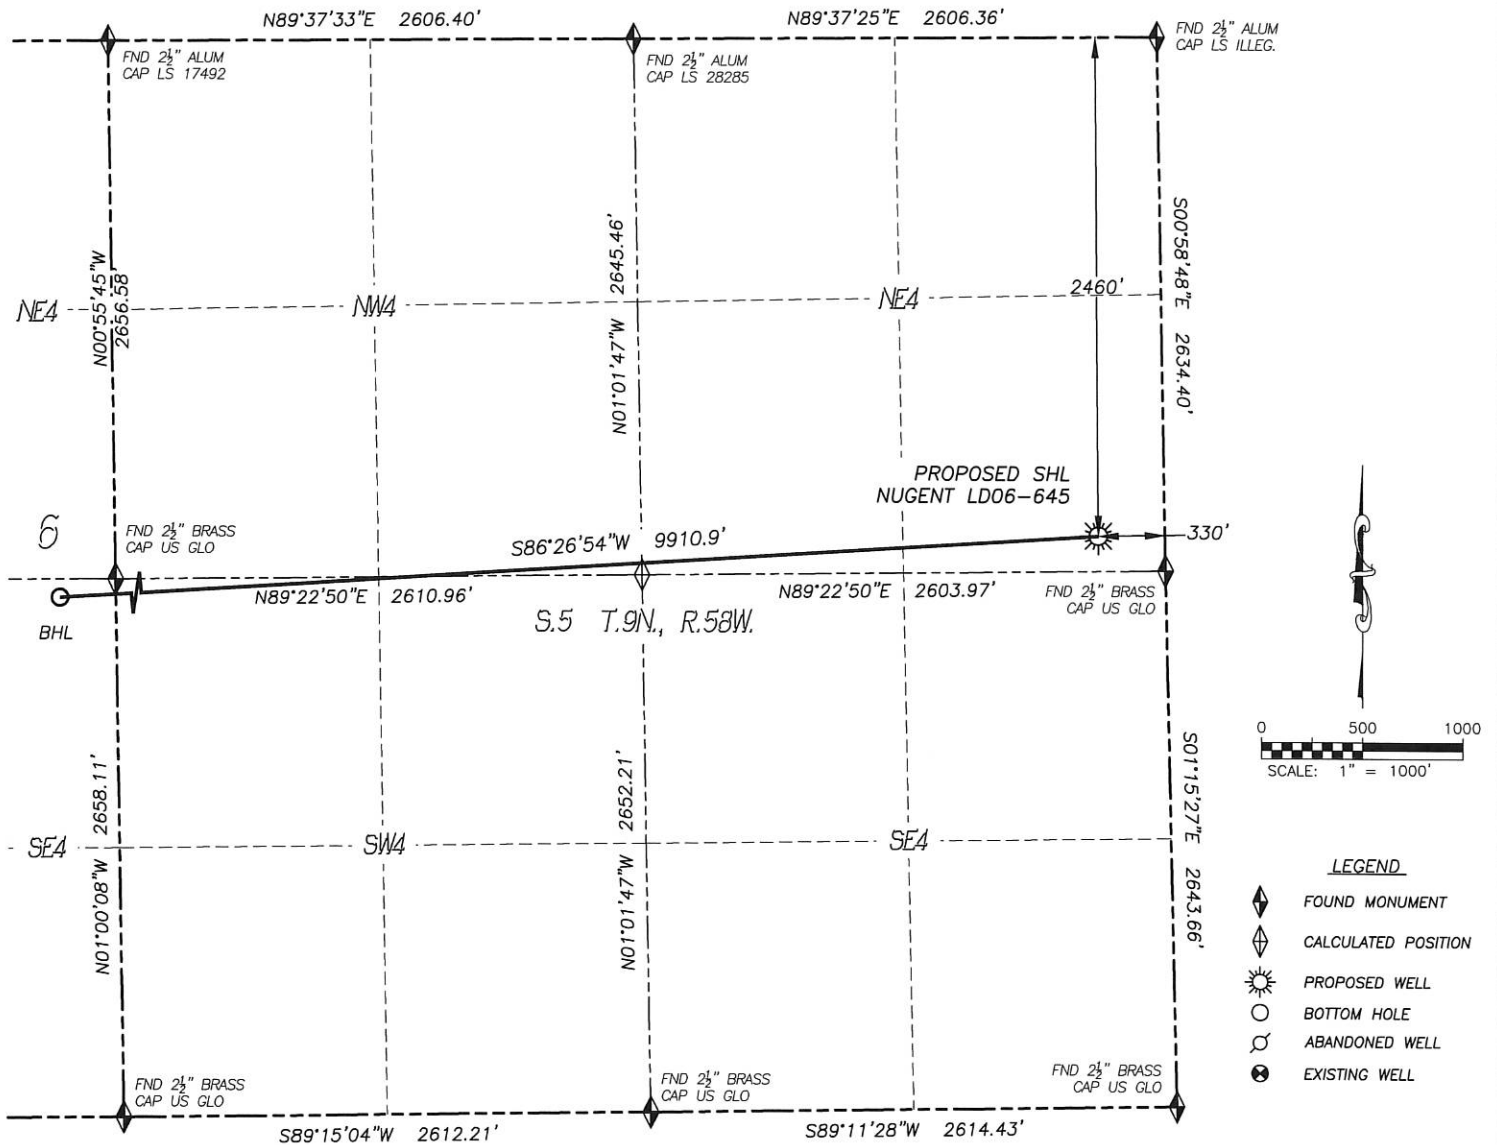 N89°37'33"E 2606.40'
N89°37'25"E 2606.36'
FND 2½" ALUM
CAP LS 17492
FND 2½" ALUM
CAP LS 28285
FND 2½" ALUM
CAP LS ILLEG.
N00°55'45"W
2656.58'
N01°01'47"W 2645.46'
S00°58'48"E 2634.40'
2460'
NE4
NW4
NE4
PROPOSED SHL
NUGENT LD06-645
330'
6
FND 2½" BRASS
CAP US GLO
S86°26'54"W 9910.9'
N89°22'50"E 2610.96'
N89°22'50"E 2603.97'
FND 2½" BRASS
CAP US GLO
BHL
S.5 T.9N., R.58W.
0 500 1000
SCALE: 1" = 1000'
N01°00'08"W 2658.11'
N01°01'47"W 2652.21'
S01°15'27"E 2643.66'
SE4
SW4
SE4
LEGEND
FOUND MONUMENT
CALCULATED POSITION
PROPOSED WELL
BOTTOM HOLE
ABANDONED WELL
EXISTING WELL
FND 2½" BRASS
CAP US GLO
FND 2½" BRASS
CAP US GLO
FND 2½" BRASS
CAP US GLO
S89°15'04"W 2612.21'
S89°11'28"W 2614.43'